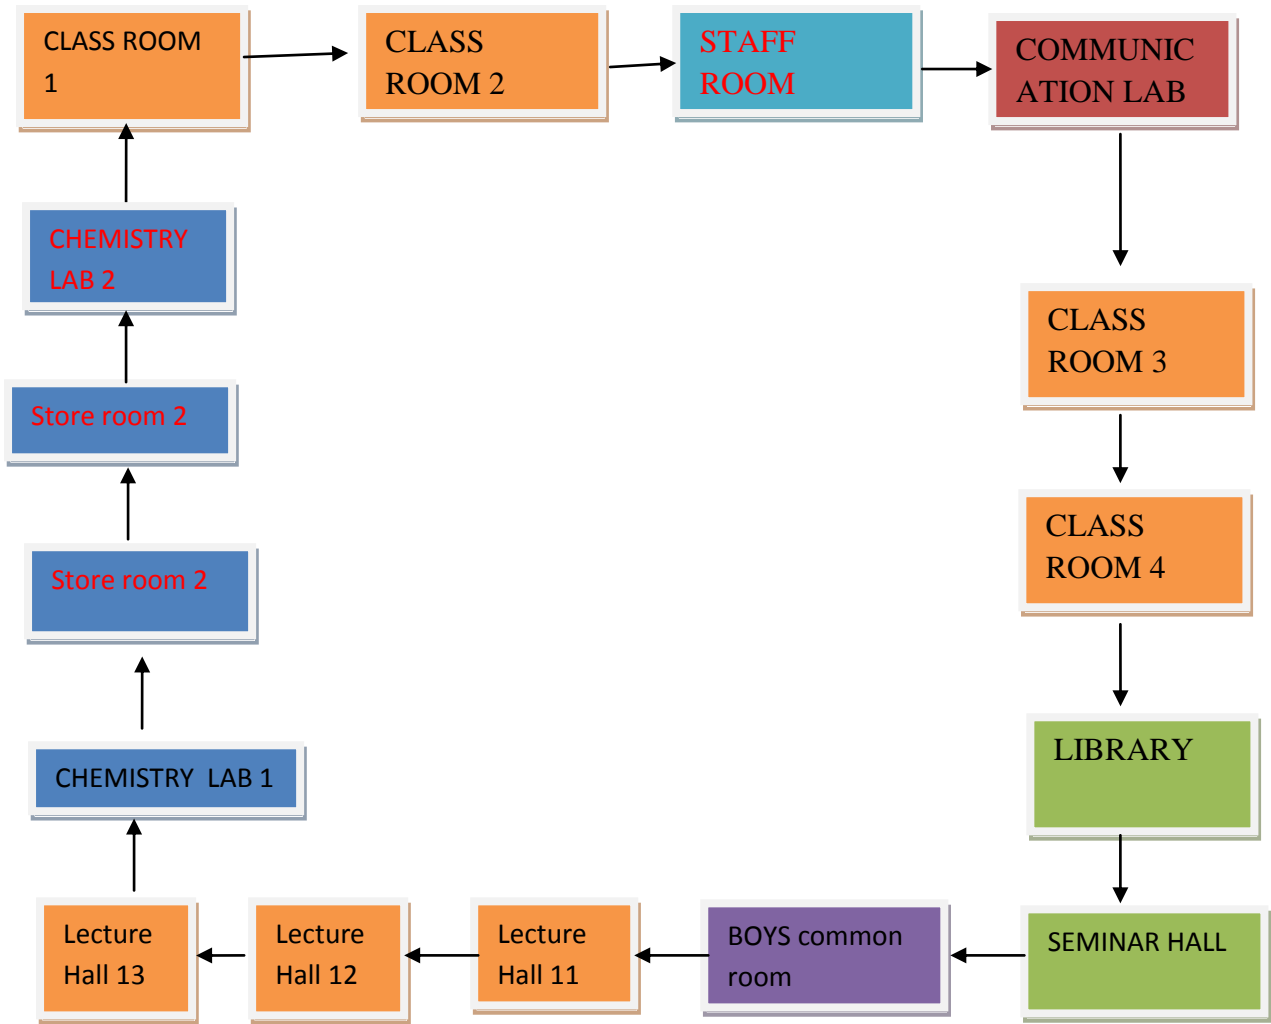 CLASS ROOM
1
CLASS
ROOM 2
STAFF
ROOM
COMMUNIC
ATION LAB
CHEMISTRY
LAB 2
CLASS
ROOM 3
Store room 2
CLASS
ROOM 4
Store room 2
LIBRARY
CHEMISTRY LAB 1
Lecture
Hall 13
Lecture
Hall 12
Lecture
Hall 11
BOYS common
room
SEMINAR HALL